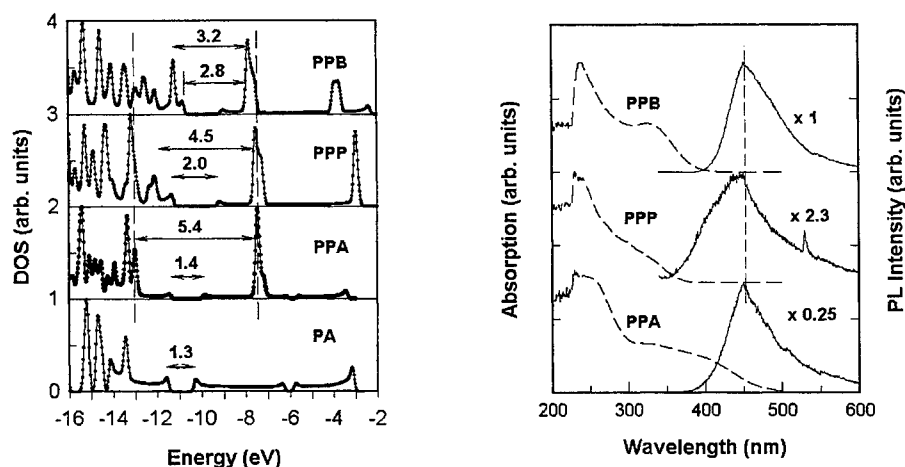 DOS (arb. units)
4
3
2
1
0
3.2
PPB
2.8
4.5
PPP
2.0
5.4
PPA
1.4
PA
1.3
-16 -14 -12 -10 -8 -6 -4 -2
Energy (eV)
Absorption (arb. units)
PPB
x 1
PPP
x 2.3
PPA
x 0.25
200 300 400 500 600
Wavelength (nm)
PL Intensity (arb. units)